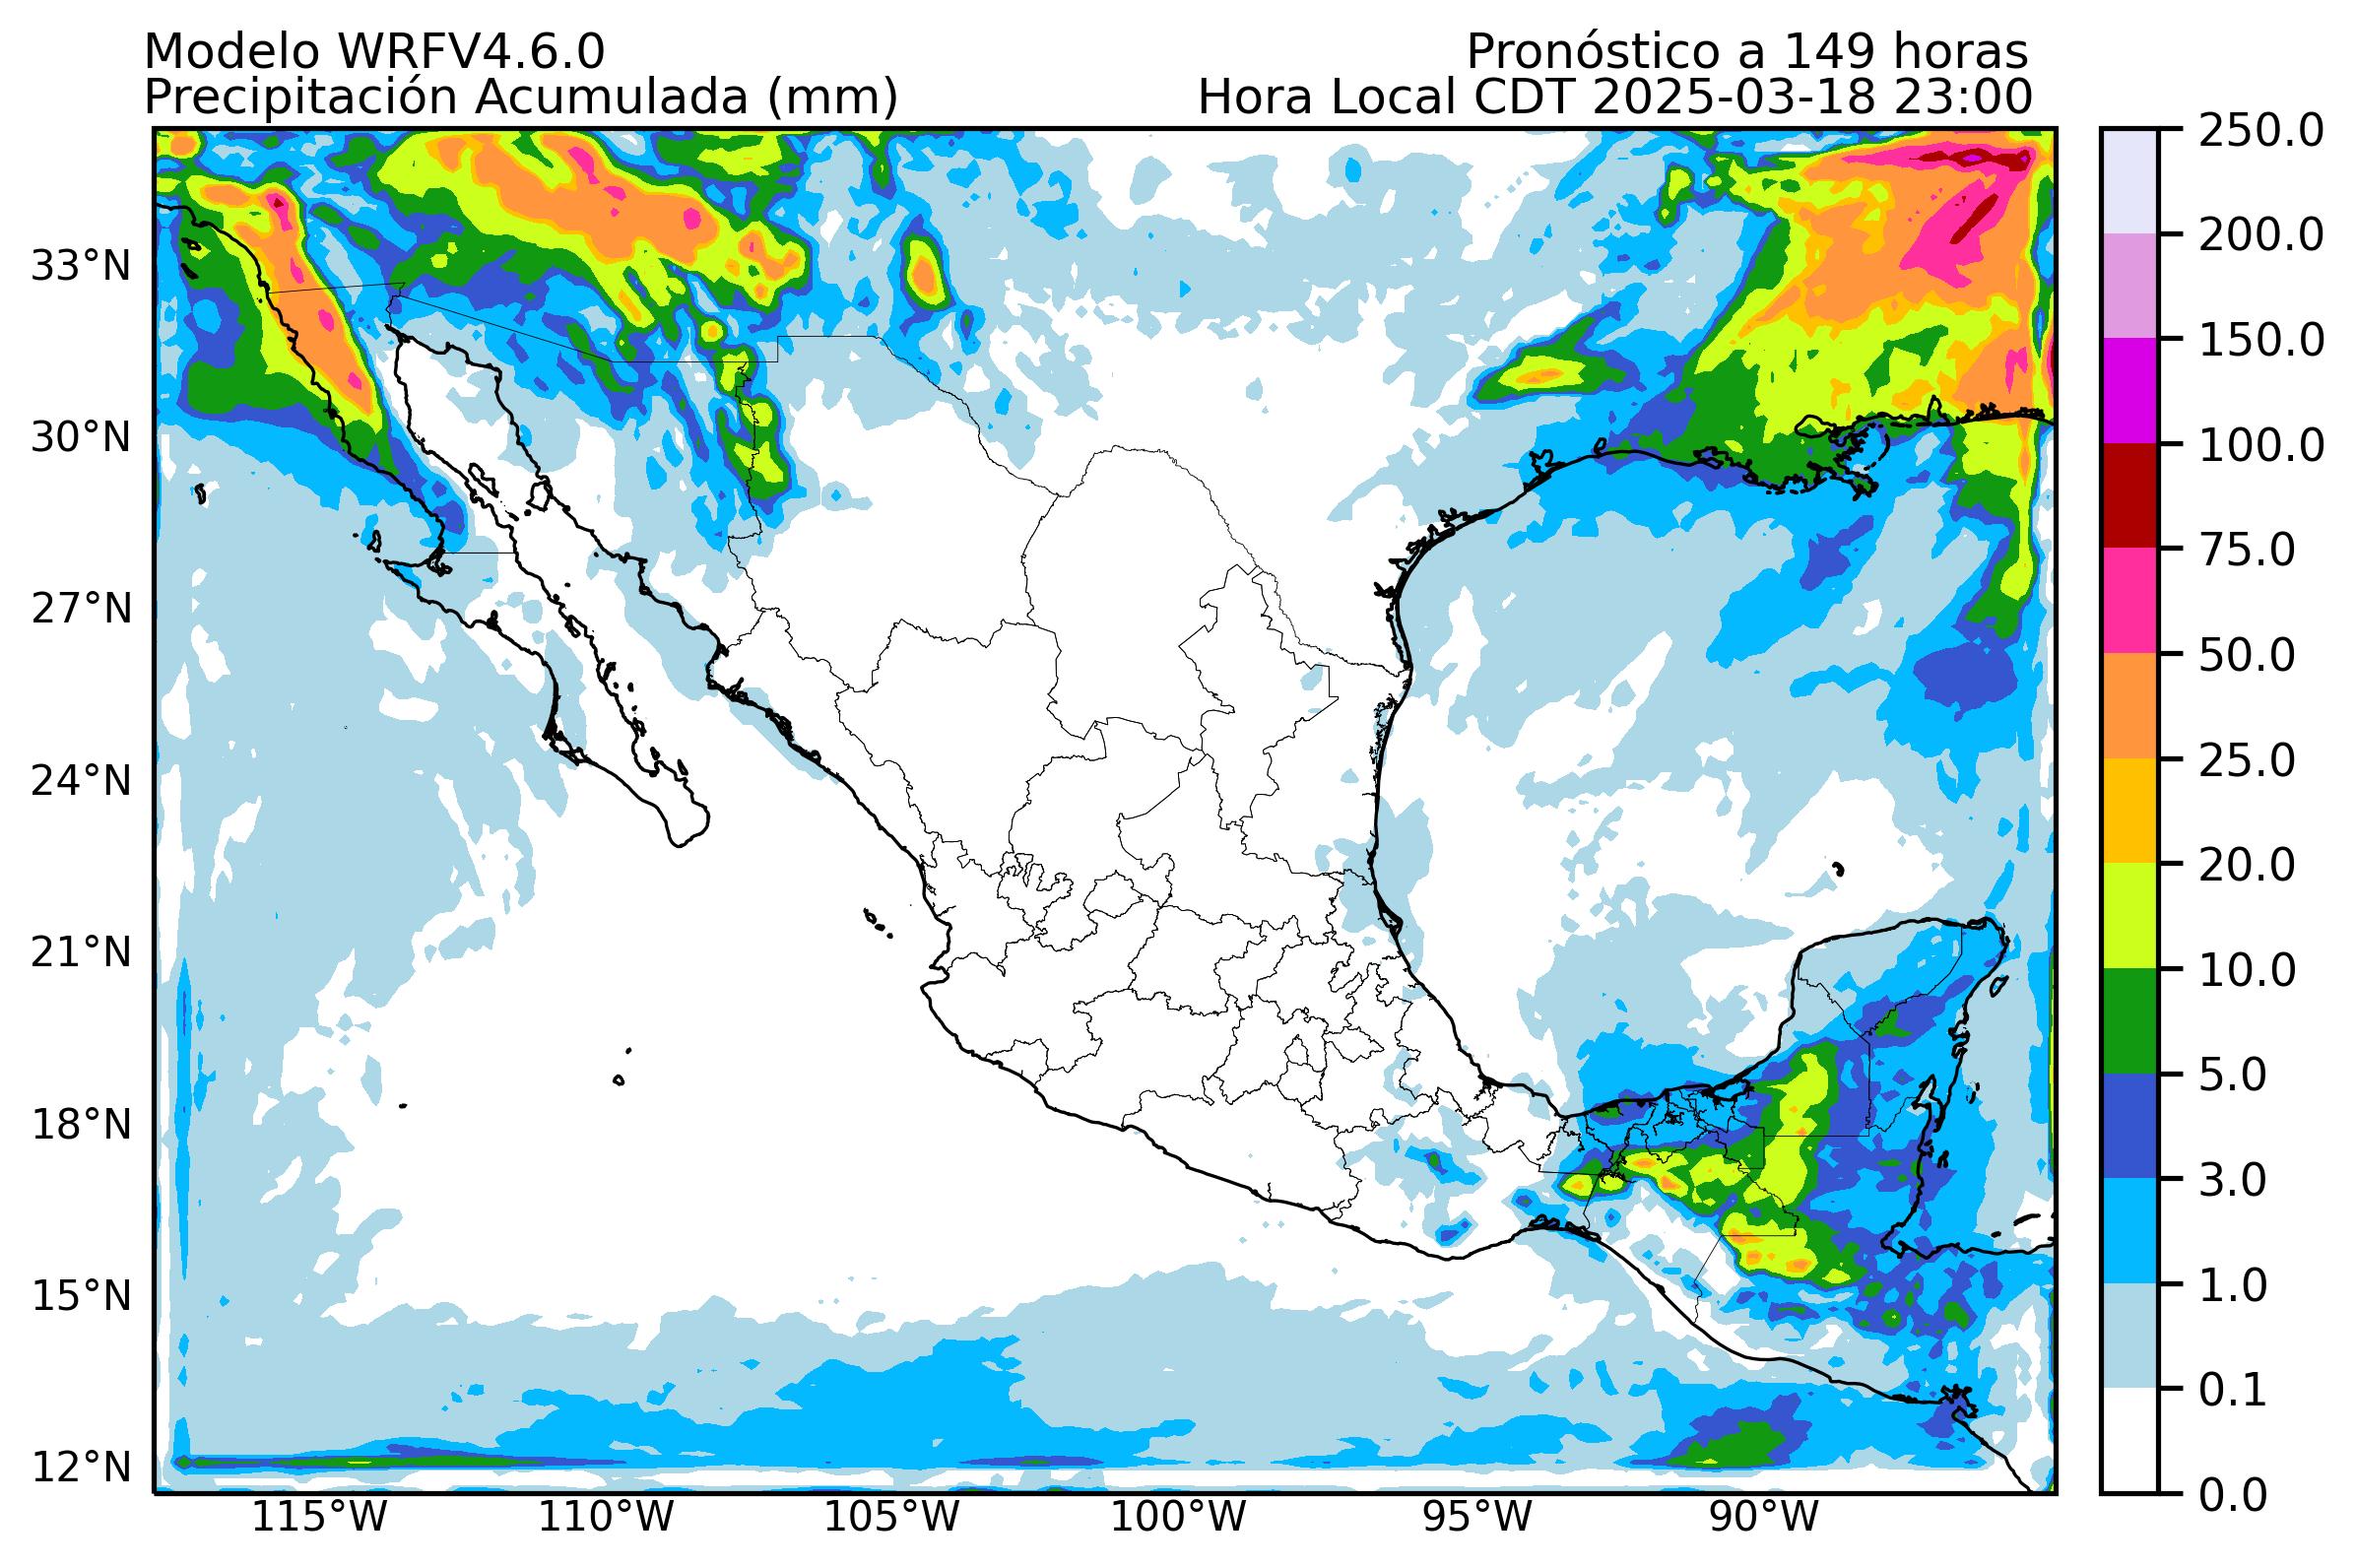 Modelo WRFV4.6.0
Pronóstico a 149 horas
Precipitación Acumulada (mm)
Hora Local CDT 2025-03-18 23:00
33°N
30°N
27°N
24°N
21°N
18°N
15°N
12°N
115°W
110°W
105°W
100°W
95°W
90°W
250.0
200.0
150.0
100.0
75.0
50.0
25.0
20.0
10.0
5.0
3.0
1.0
0.1
0.0